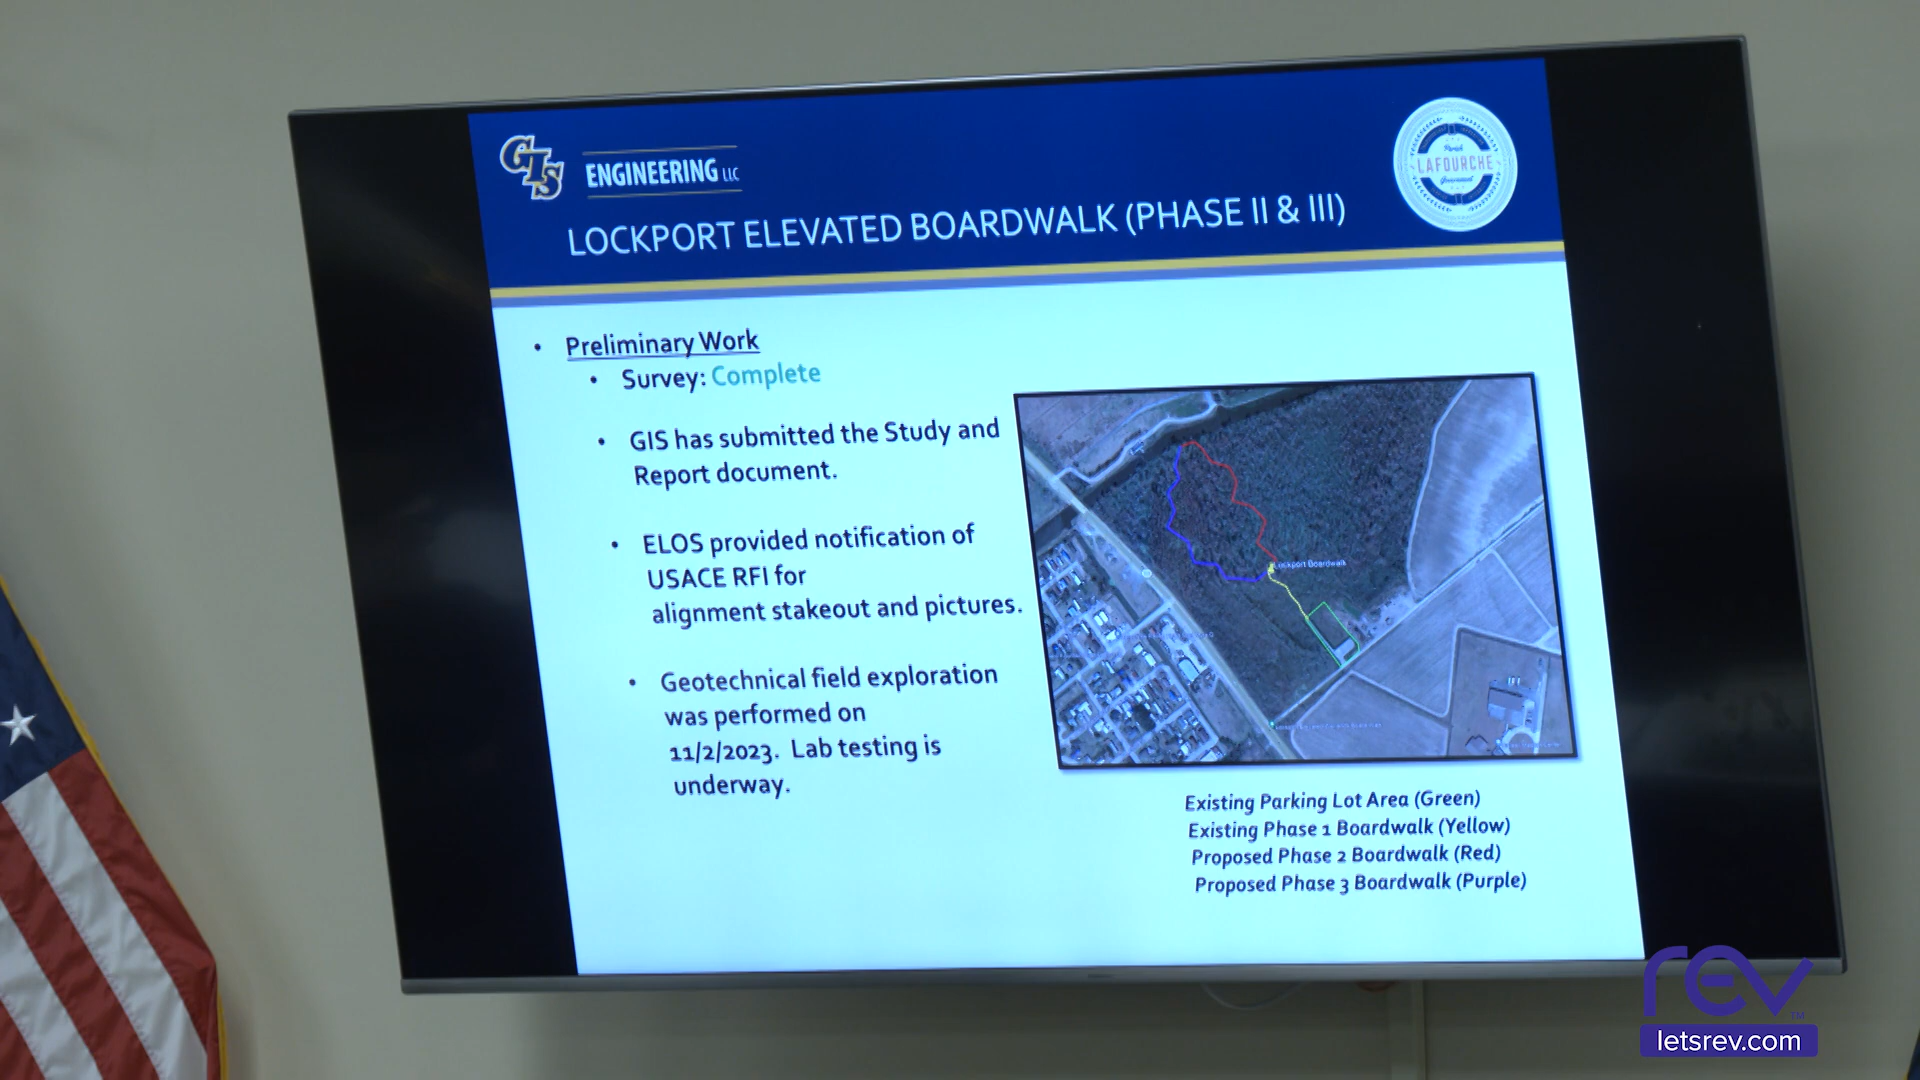 GIS
ENGINEERING LLC
Parish
LAFOURCHE
Government
LOCKPORT ELEVATED BOARDWALK (PHASE II & III)
• Preliminary Work
• Survey: Complete
• GIS has submitted the Study and
Report document.
• ELOS provided notification of
USACE RFI for
alignment stakeout and pictures.
• Geotechnical field exploration
was performed on
11/2/2023. Lab testing is
underway.
Lockport Boardwalk
Existing Parking Lot Area (Green)
Existing Phase 1 Boardwalk (Yellow)
Proposed Phase 2 Boardwalk (Red)
Proposed Phase 3 Boardwalk (Purple)
rev™
letsrev.com